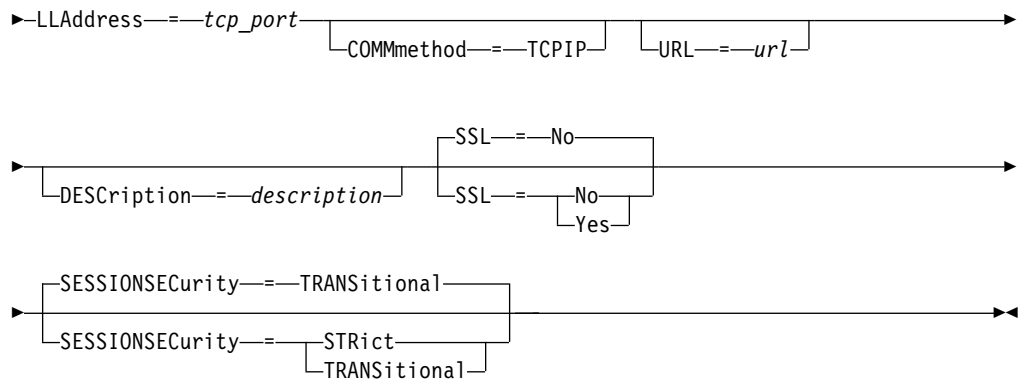 LLAddress = tcp_port
COMMmethod = TCPIP URL = url
SSL = No
DESCription = description SSL = No
Yes
SESSIONSECurity = TRANSitional
SESSIONSECurity = STRict
TRANSitional